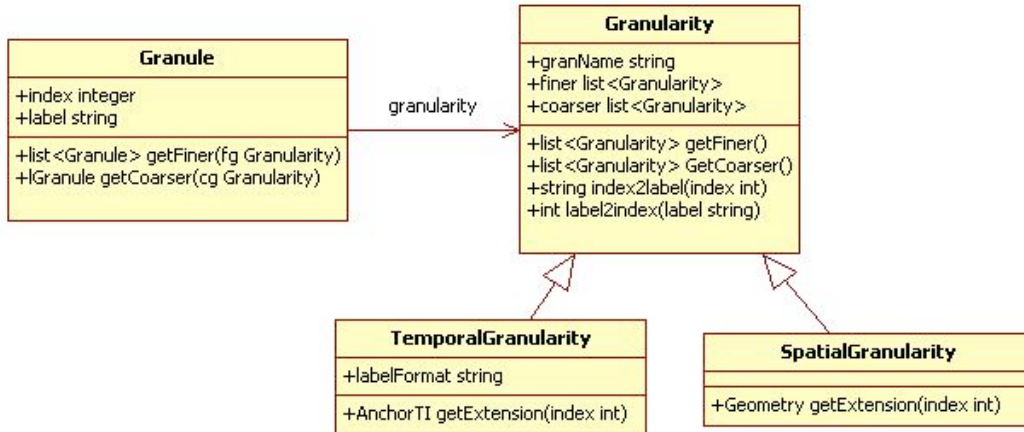 Granule
+index integer
+label string
+list<Granule> getFiner(fg Granularity)
+lGranule getCoarser(cg Granularity)
granularity
Granularity
+granName string
+finer list<Granularity>
+coarser list<Granularity>
+list<Granularity> getFiner()
+list<Granularity> GetCoarser()
+string index2label(index int)
+int label2index(label string)
TemporalGranularity
+labelFormat string
+AnchorTI getExtension(index int)
SpatialGranularity
+Geometry getExtension(index int)